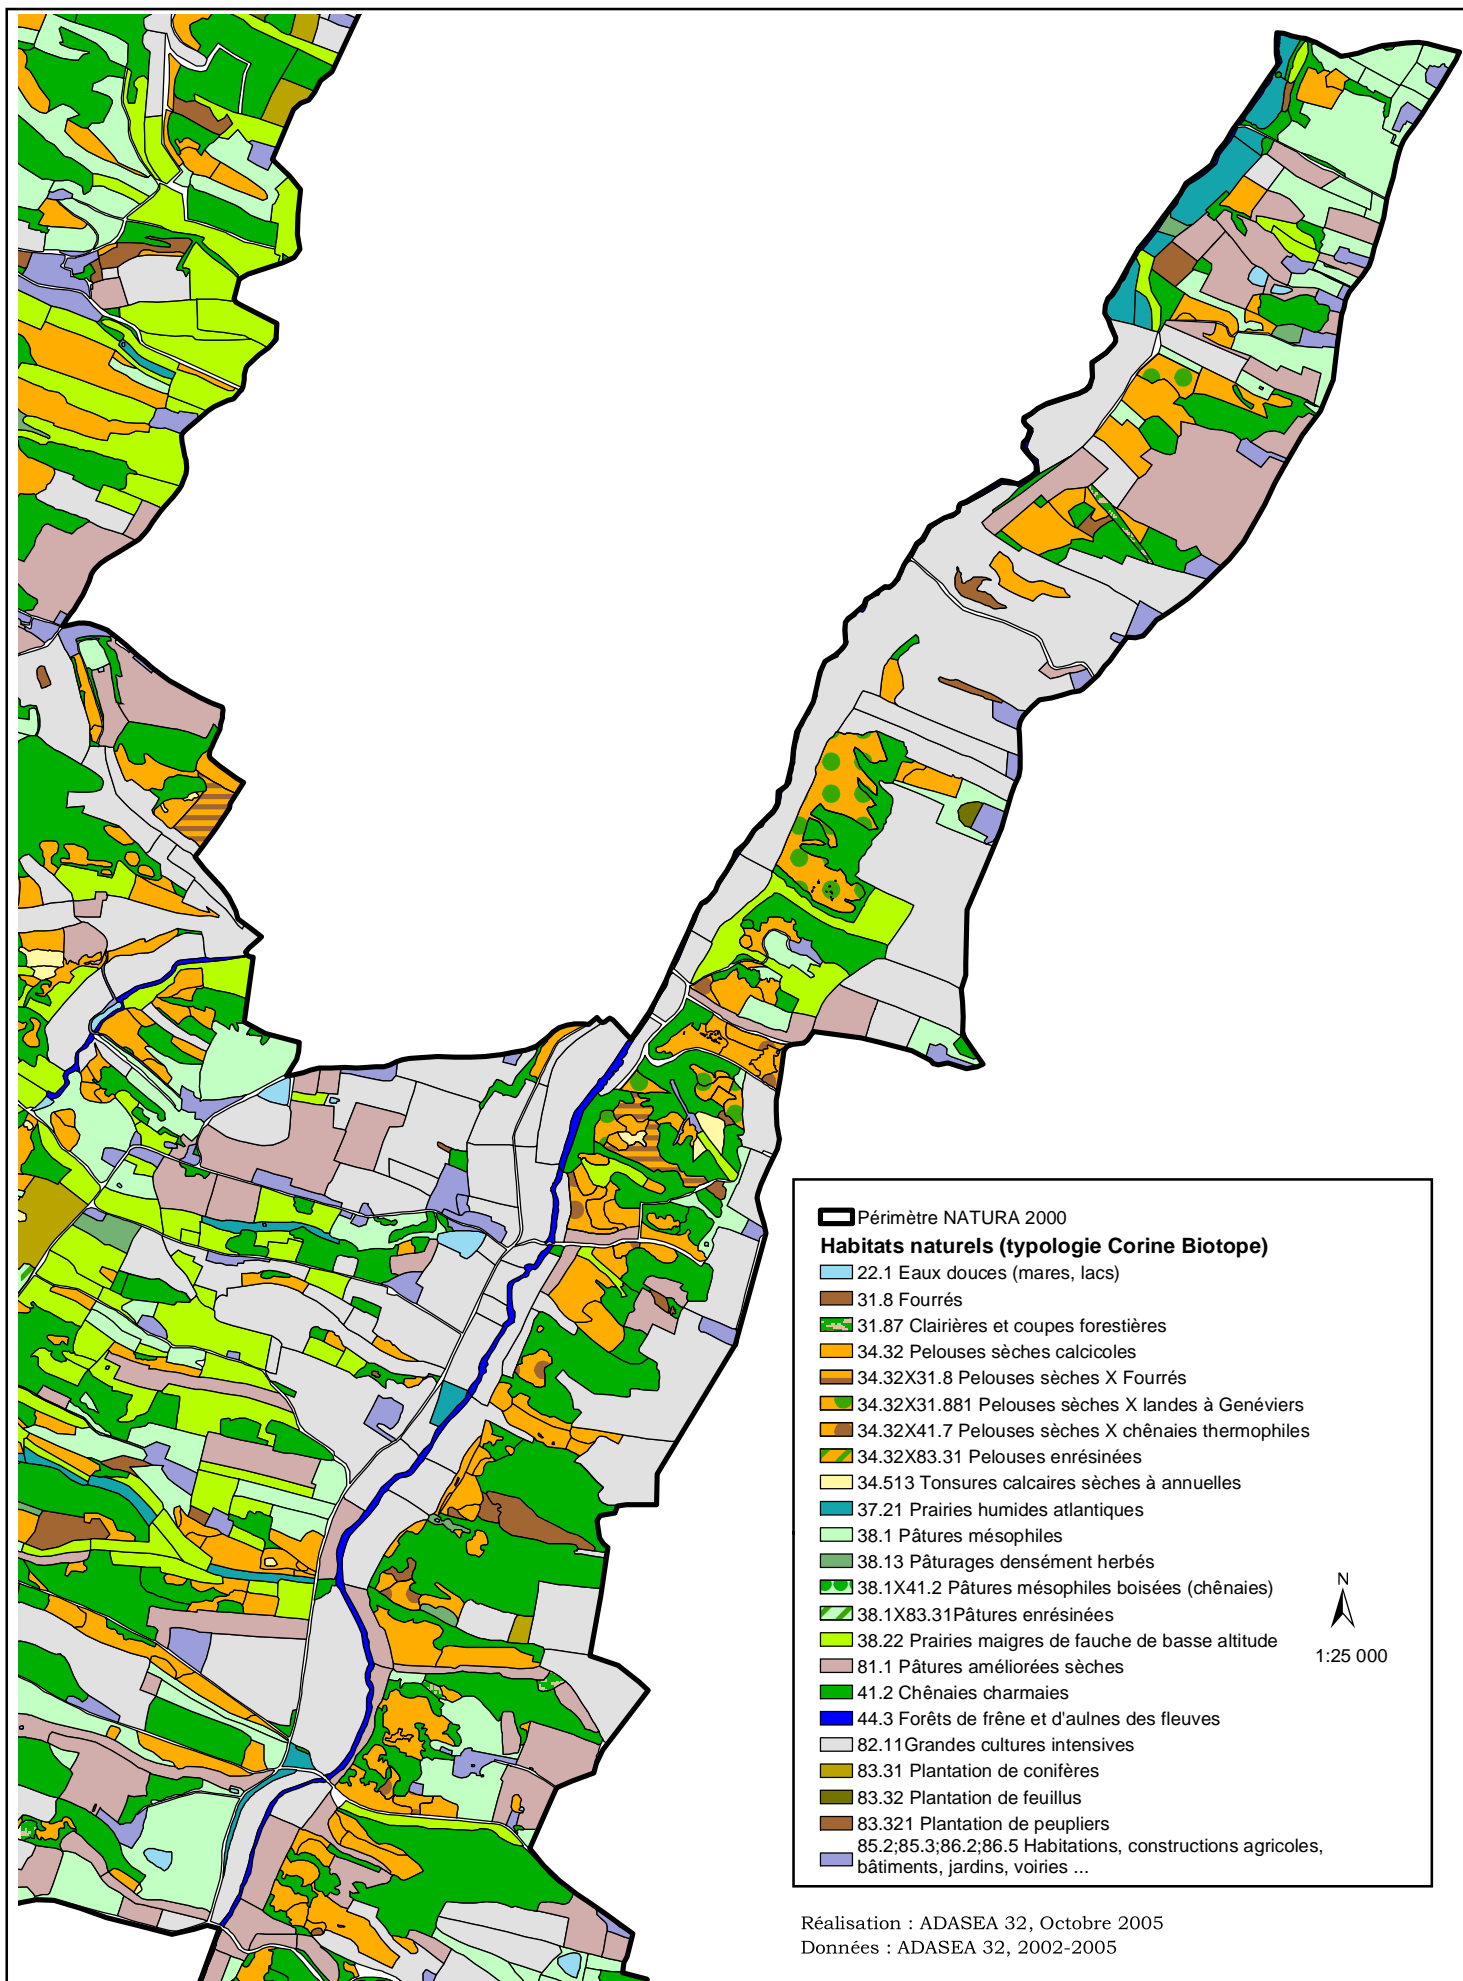 Périmètre NATURA 2000
Habitats naturels (typologie Corine Biotope)
22.1 Eaux douces (mares, lacs)
31.8 Fourrés
31.87 Clairières et coupes forestières
34.32 Pelouses sèches calcicoles
34.32X31.8 Pelouses sèches X Fourrés
34.32X31.881 Pelouses sèches X landes à Genéviers
34.32X41.7 Pelouses sèches X chênaies thermophiles
34.32X83.31 Pelouses enrésinées
34.513 Tonsures calcaires sèches à annuelles
37.21 Prairies humides atlantiques
38.1 Pâtures mésophiles
38.13 Pâturages densément herbés
38.1X41.2 Pâtures mésophiles boisées (chênaies)
38.1X83.31Pâtures enrésinées
38.22 Prairies maigres de fauche de basse altitude
81.1 Pâtures améliorées sèches
41.2 Chênaies charmaies
44.3 Forêts de frêne et d'aulnes des fleuves
82.11Grandes cultures intensives
83.31 Plantation de conifères
83.32 Plantation de feuillus
83.321 Plantation de peupliers
85.2;85.3;86.2;86.5 Habitations, constructions agricoles,
bâtiments, jardins, voiries ...
N
1:25 000
Réalisation : ADASEA 32, Octobre 2005
Données : ADASEA 32, 2002-2005